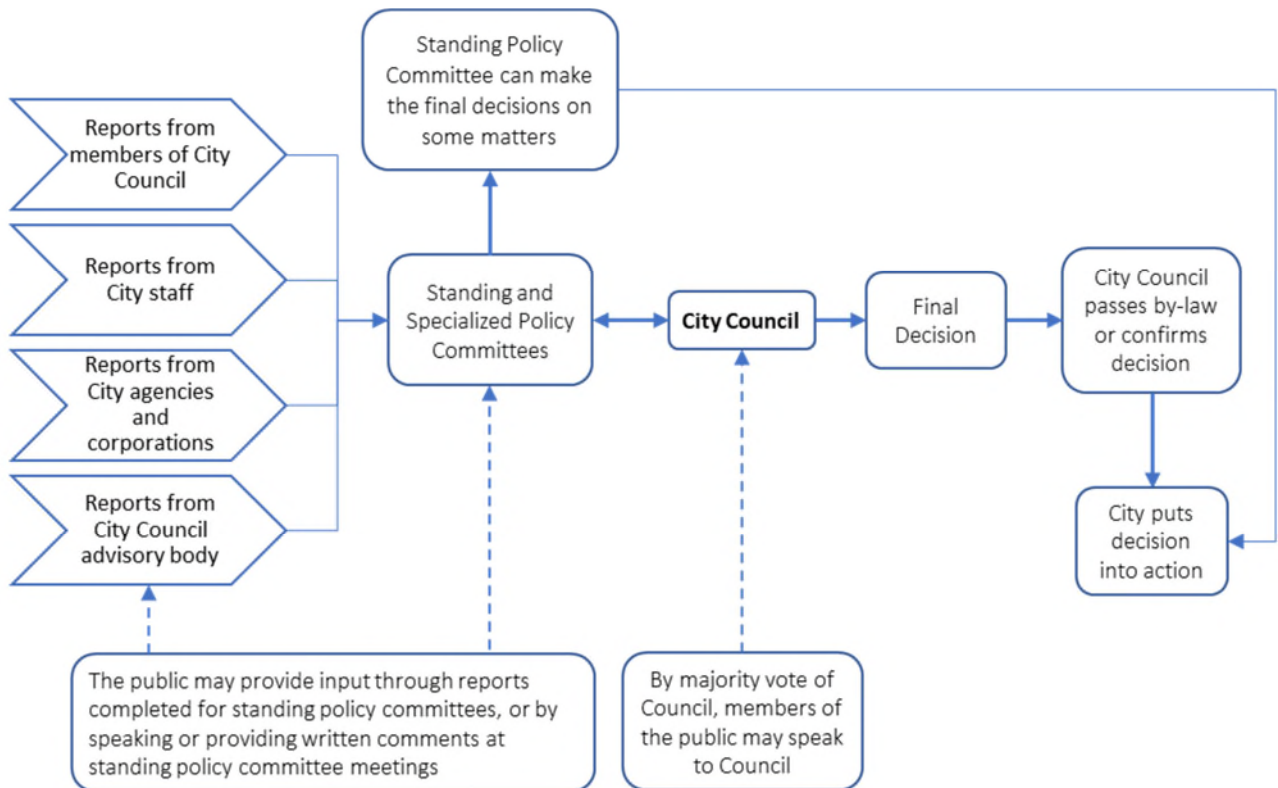 Standing Policy
Committee can make
the final decisions on
some matters
Reports from
members of City
Council
Reports from
City staff
Reports from
City agencies
and
corporations
Reports from
City Council
advisory body
Standing and
Specialized Policy
Committees
City Council
Final
Decision
City Council
passes by-law
or confirms
decision
City puts
decision
into action
The public may provide input through reports
completed for standing policy committees, or by
speaking or providing written comments at
standing policy committee meetings
By majority vote of
Council, members of
the public may speak
to Council